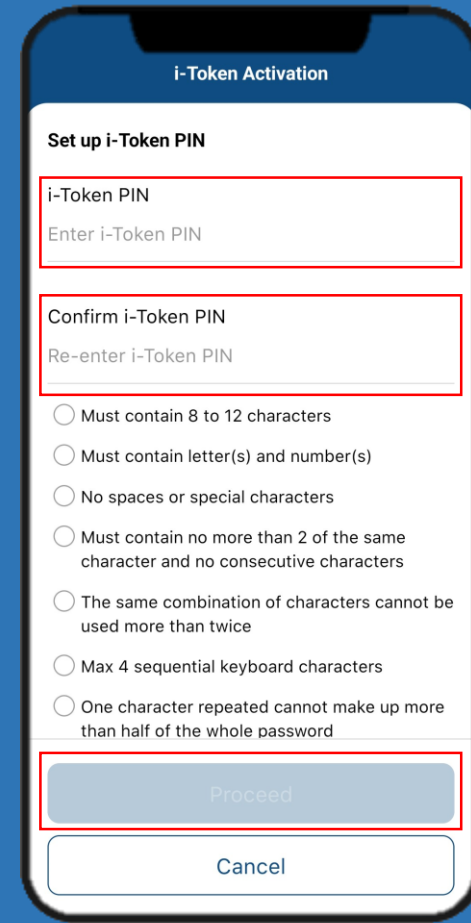 i-Token Activation
Set up i-Token PIN
i-Token PIN
Enter i-Token PIN
Confirm i-Token PIN
Re-enter i-Token PIN
Must contain 8 to 12 characters
Must contain letter(s) and number(s)
No spaces or special characters
Must contain no more than 2 of the same
character and no consecutive characters
The same combination of characters cannot be
used more than twice
Max 4 sequential keyboard characters
One character repeated cannot make up more
than half of the whole password
Proceed
Cancel